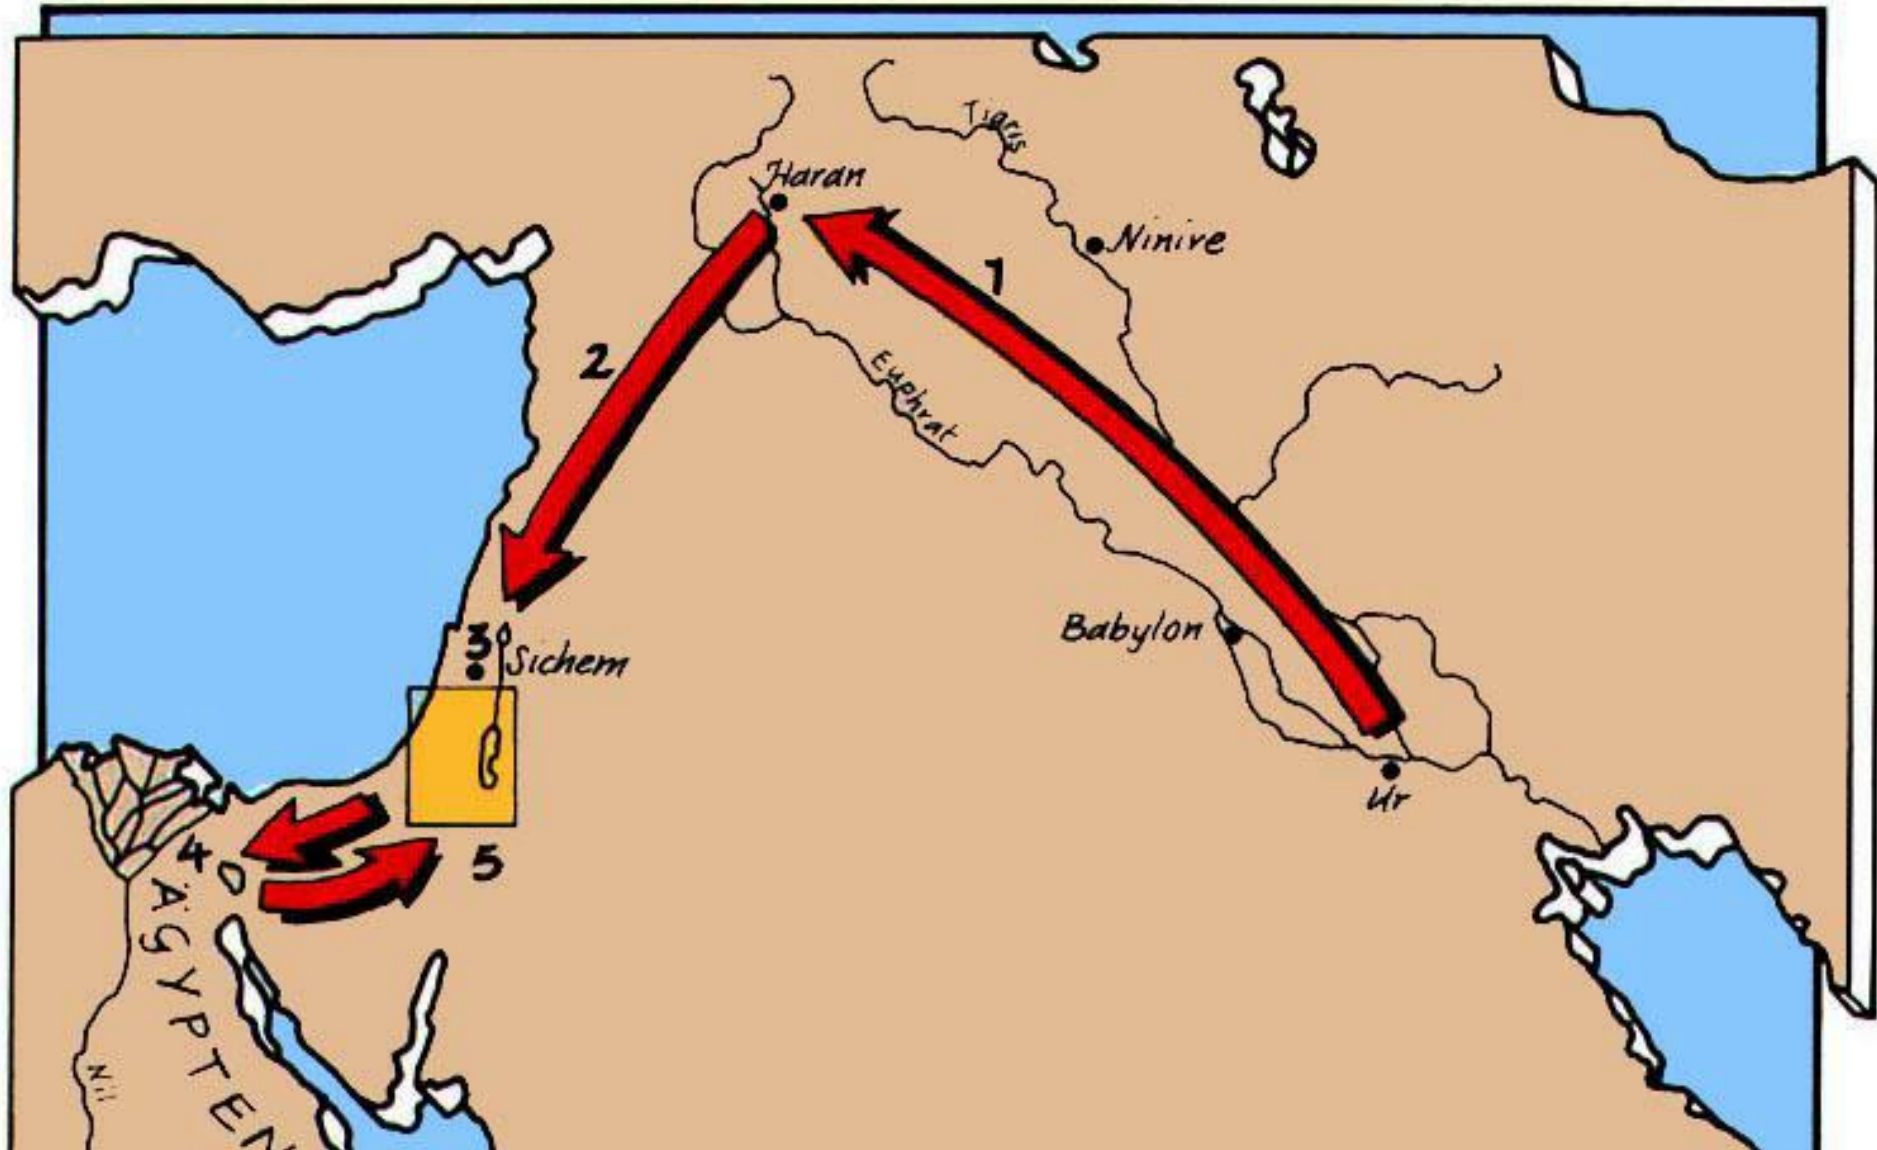 Tigris
Haran
Ninive
1
2
Euphrat
Babylon
3
Sichem
Ur
4
5
ÄGYPTEN
Nil